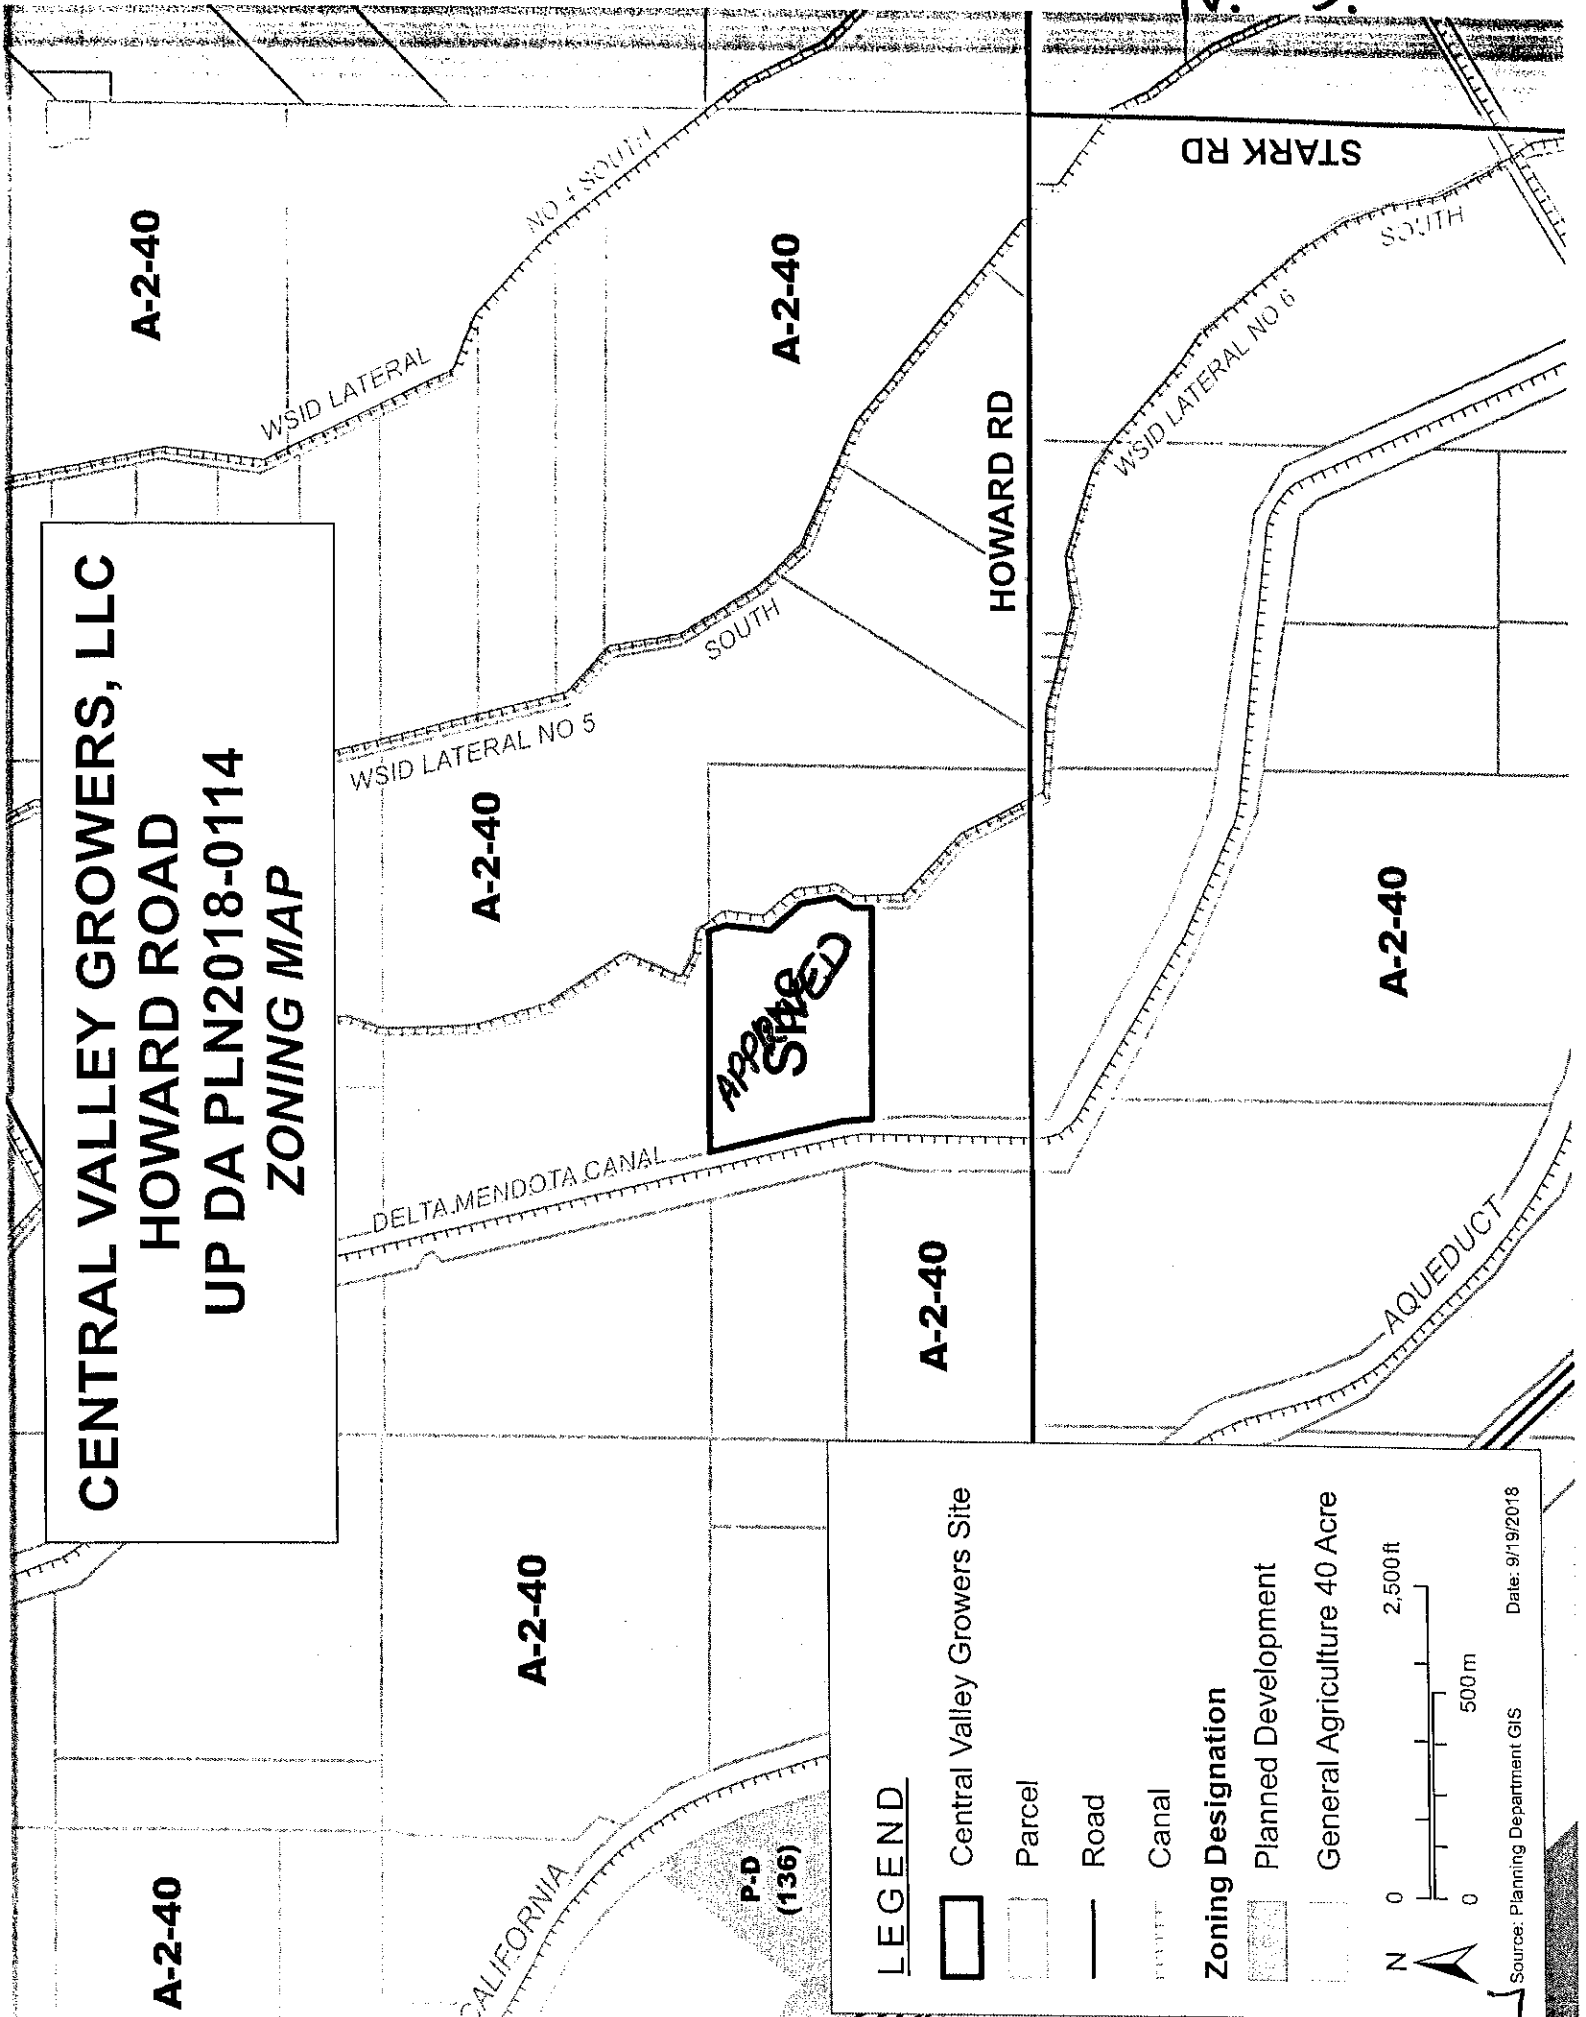 CENTRAL VALLEY GROWERS, LLC
HOWARD ROAD
UP DA PLN2018-0114
ZONING MAP
A-2-40
A-2-40
A-2-40
A-2-40
A-2-40
A-2-40
A-2-40
P-D
(136)
WSID LATERAL
NO 4 SOUTH
WSID LATERAL NO 5
SOUTH
WSID LATERAL NO 6
SOUTH
DELTA MENDOTA CANAL
CALIFORNIA
AQUEDUCT
HOWARD RD
STARK RD
APPROVED
SITE
LEGEND
Central Valley Growers Site
Parcel
Road
Canal
Zoning Designation
Planned Development
General Agriculture 40 Acre
N
0 2,500ft
0 500m
Source: Planning Department GIS Date: 9/19/2018